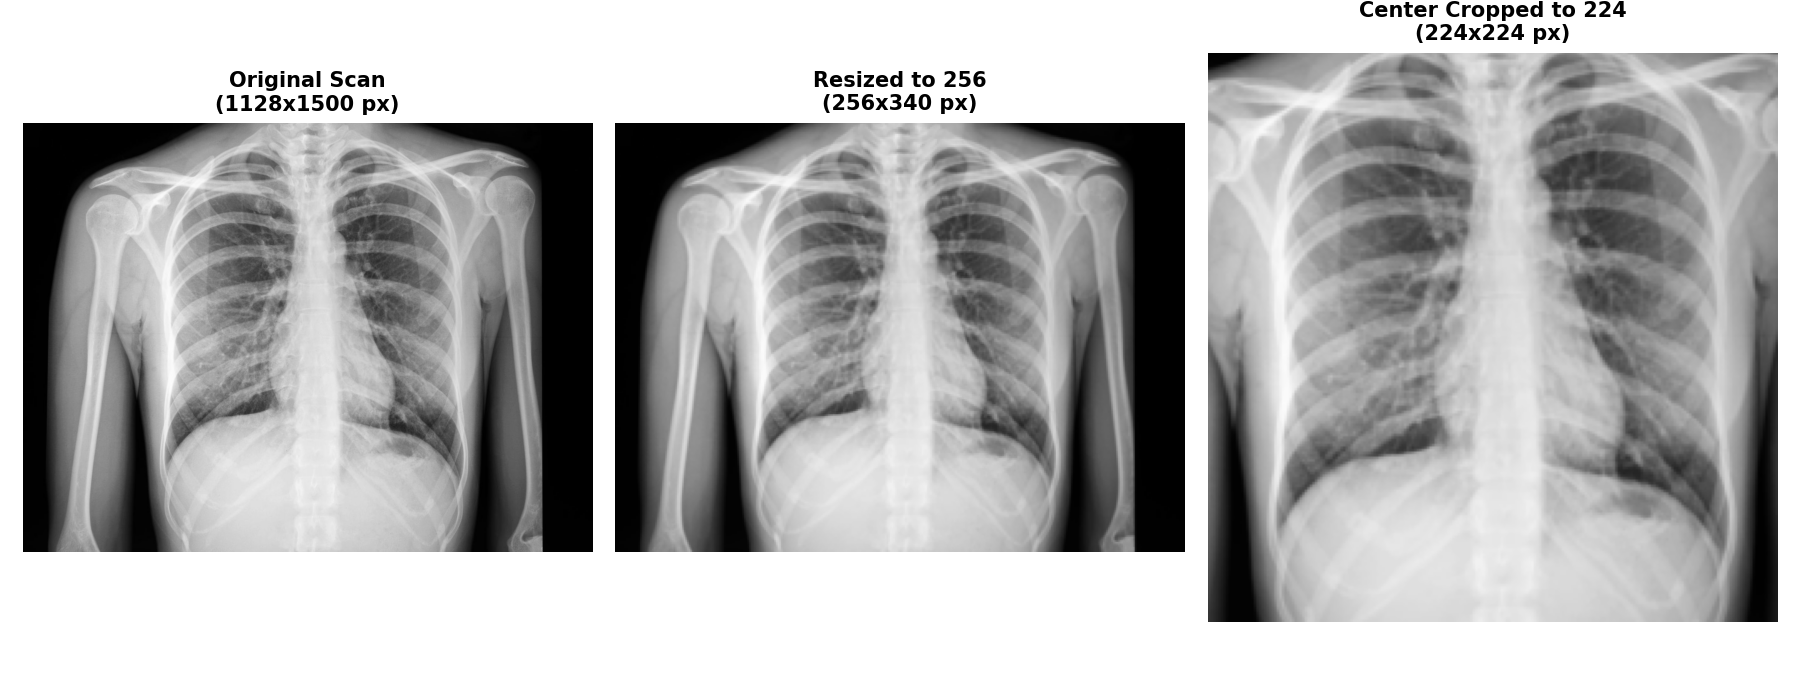 Original Scan
(1128x1500 px)
Resized to 256
(256x340 px)
Center Cropped to 224
(224x224 px)